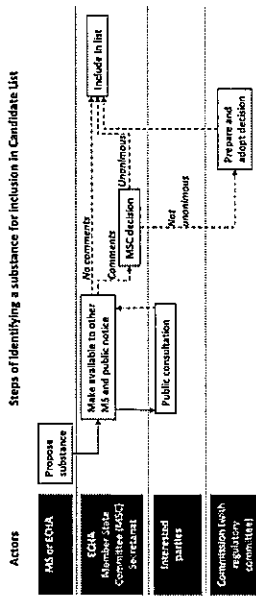 Steps of identifying a substance for inclusion in Candidate List
Actors
MS or ECHA
Propose
substance
ECHA
Member State
Committee (MSC)
Secretariat
Make available to other
MS and public notice
No comments
Comments
MSC decision
Unanimous
Include in list
Not
unanimous
Interested
parties
Public consultation
Commission (with
regulatory
committee)
Prepare and
adopt decision